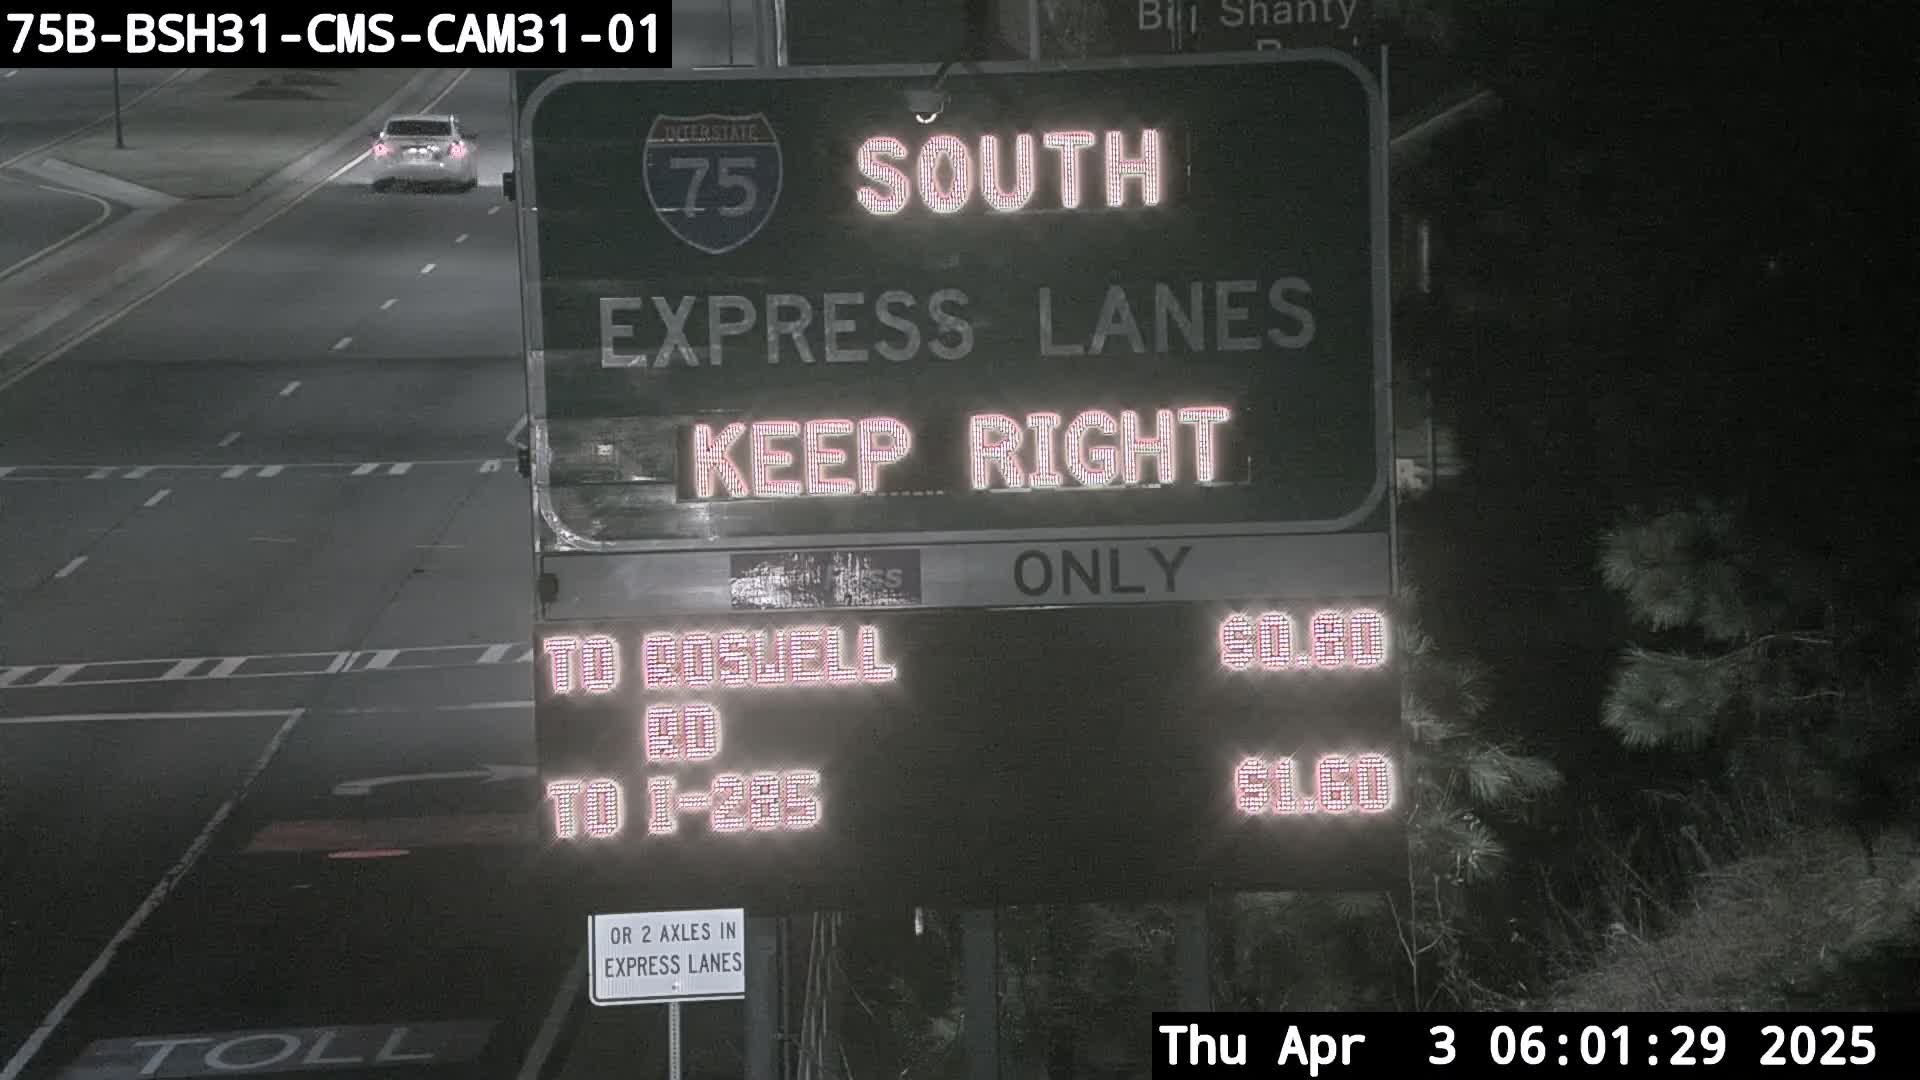 75B-BSH31-CMS-CAM31-01
Bill Shanty
INTERSTATE
75
SOUTH
EXPRESS LANES
KEEP RIGHT
ONLY
TO ROSWELL $0.80
RD
TO I-285 $1.60
OR 2 AXLES IN
EXPRESS LANES
TOLL
Thu Apr 3 06:01:29 2025